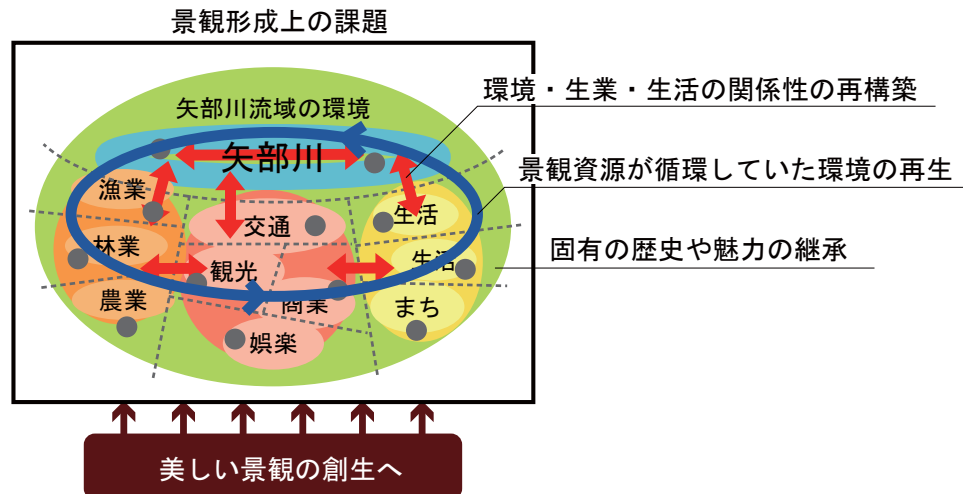 景観形成上の課題
矢部川流域の環境
矢部川
環境・生業・生活の関係性の再構築
景観資源が循環していた環境の再生
固有の歴史や魅力の継承
漁業
林業
農業
交通
観光
商業
娯楽
生活
生活
まち
美しい景観の創生へ